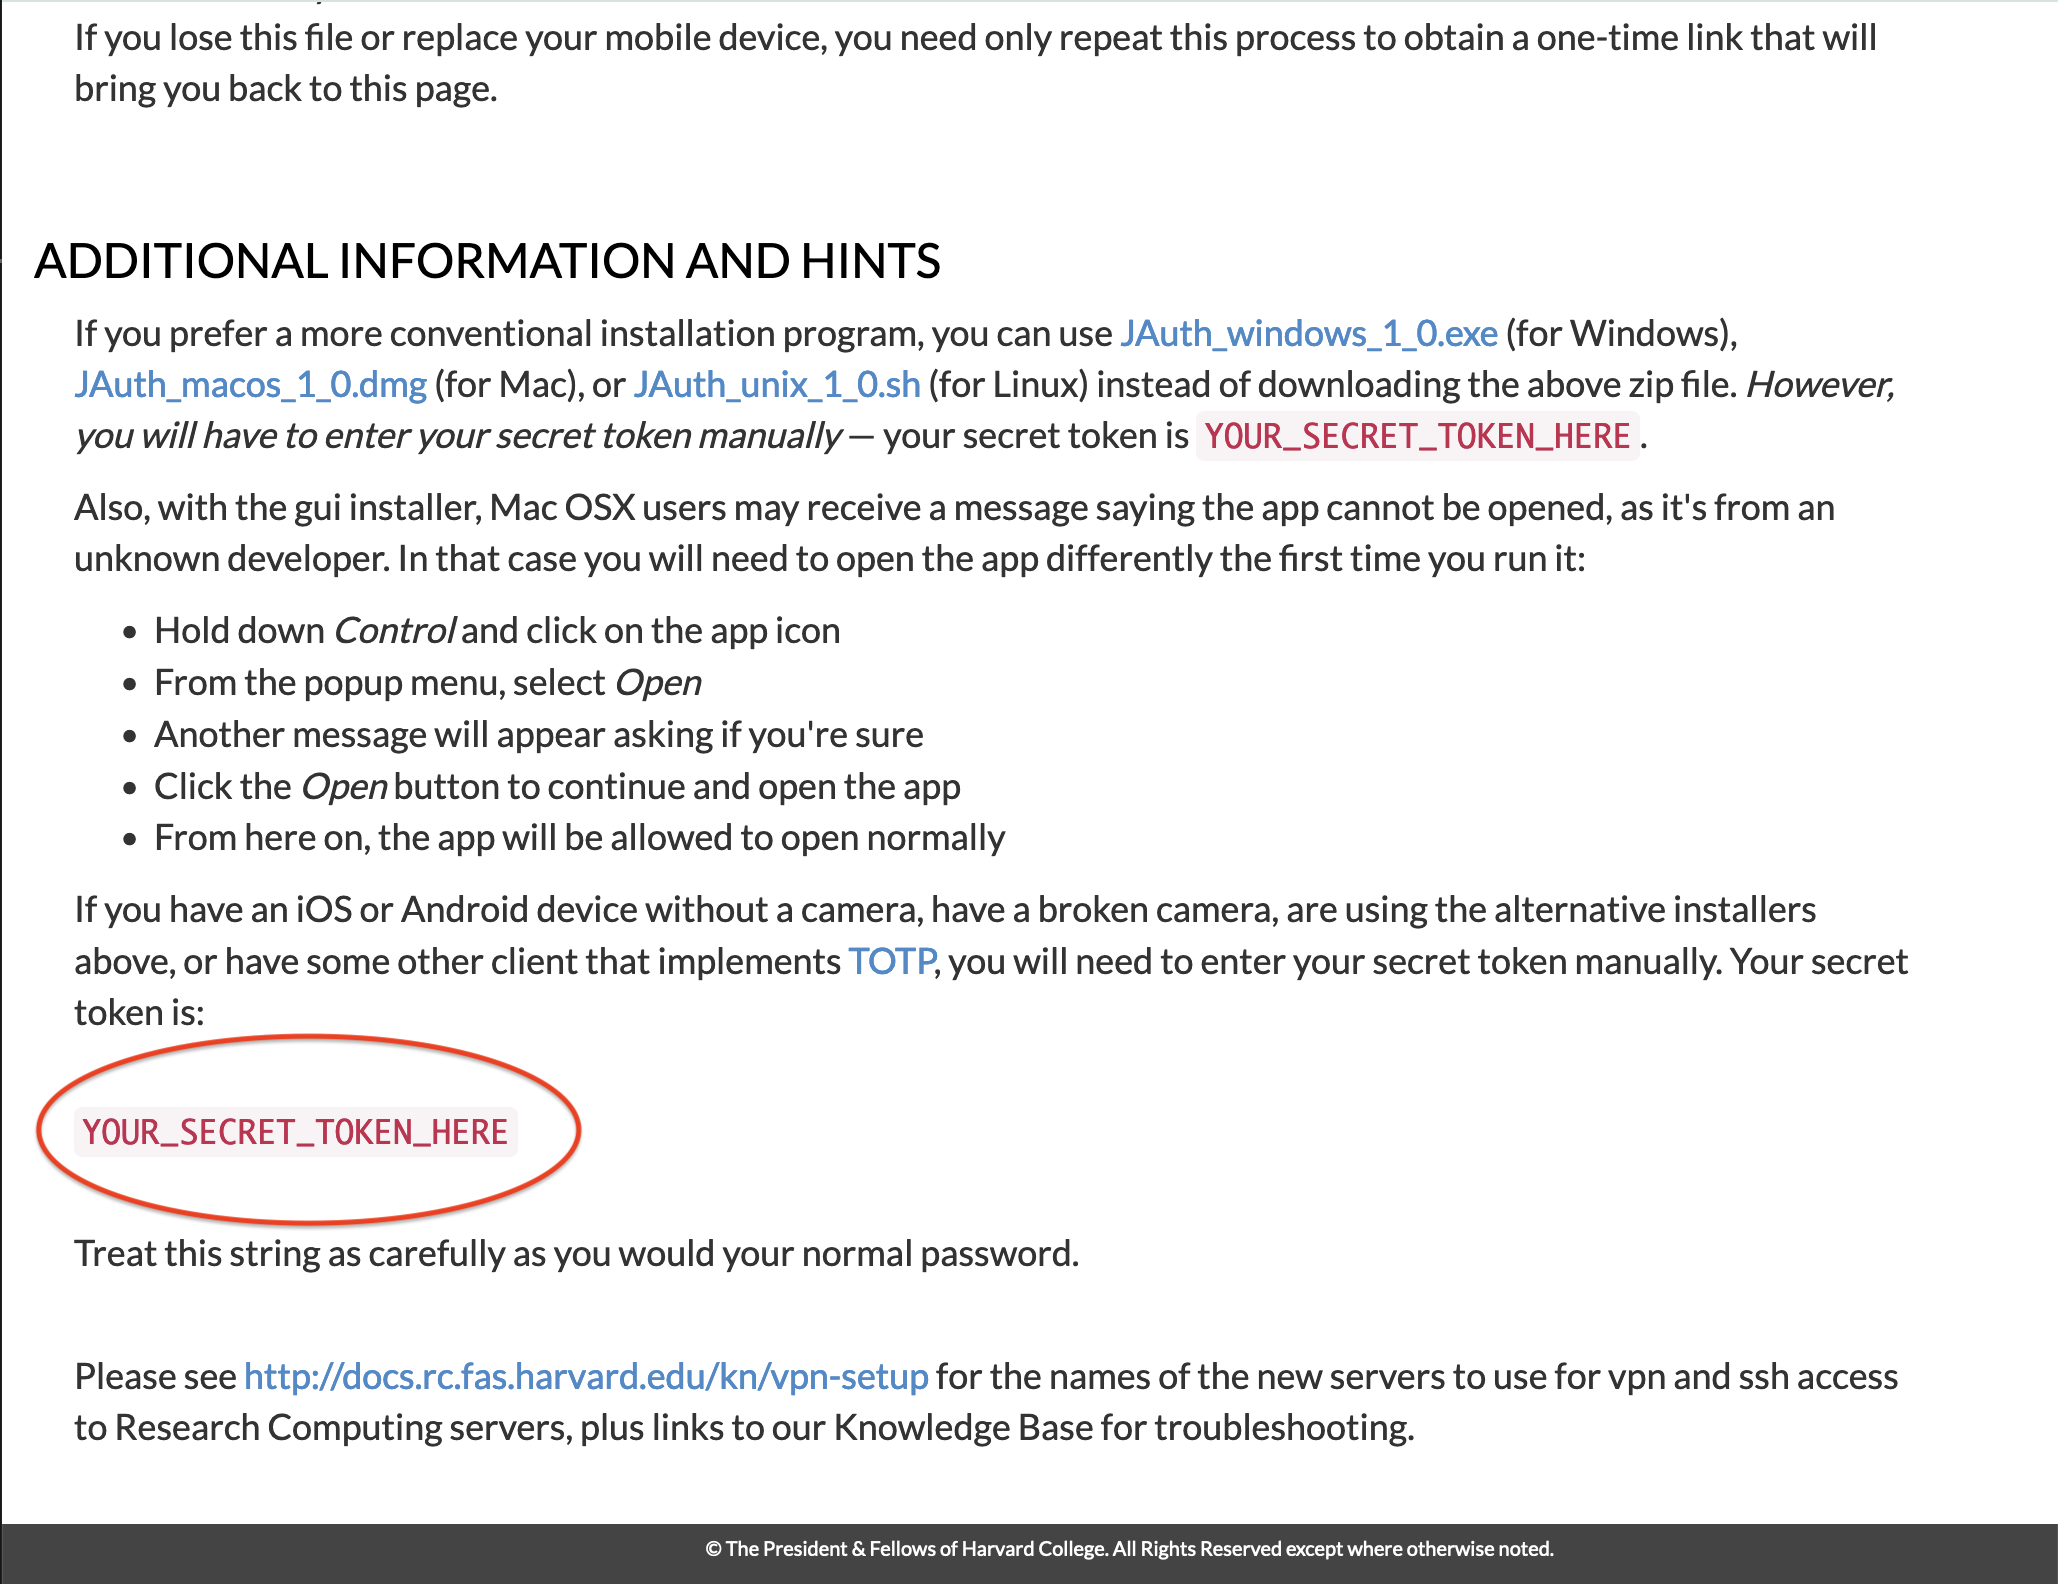 If you lose this file or replace your mobile device, you need only repeat this process to obtain a one-time link that will
bring you back to this page.
ADDITIONAL INFORMATION AND HINTS
If you prefer a more conventional installation program, you can use JAuth_windows_1_0.exe (for Windows),
JAuth_macos_1_0.dmg (for Mac), or JAuth_unix_1_0.sh (for Linux) instead of downloading the above zip file. However,
you will have to enter your secret token manually — your secret token is YOUR_SECRET_TOKEN_HERE.
Also, with the gui installer, Mac OSX users may receive a message saying the app cannot be opened, as it's from an
unknown developer. In that case you will need to open the app differently the first time you run it:
• Hold down Control and click on the app icon
• From the popup menu, select Open
• Another message will appear asking if you're sure
• Click the Open button to continue and open the app
• From here on, the app will be allowed to open normally
If you have an iOS or Android device without a camera, have a broken camera, are using the alternative installers
above, or have some other client that implements TOTP, you will need to enter your secret token manually. Your secret
token is:
YOUR_SECRET_TOKEN_HERE
Treat this string as carefully as you would your normal password.
Please see http://docs.rc.fas.harvard.edu/kn/vpn-setup for the names of the new servers to use for vpn and ssh access
to Research Computing servers, plus links to our Knowledge Base for troubleshooting.
© The President & Fellows of Harvard College. All Rights Reserved except where otherwise noted.